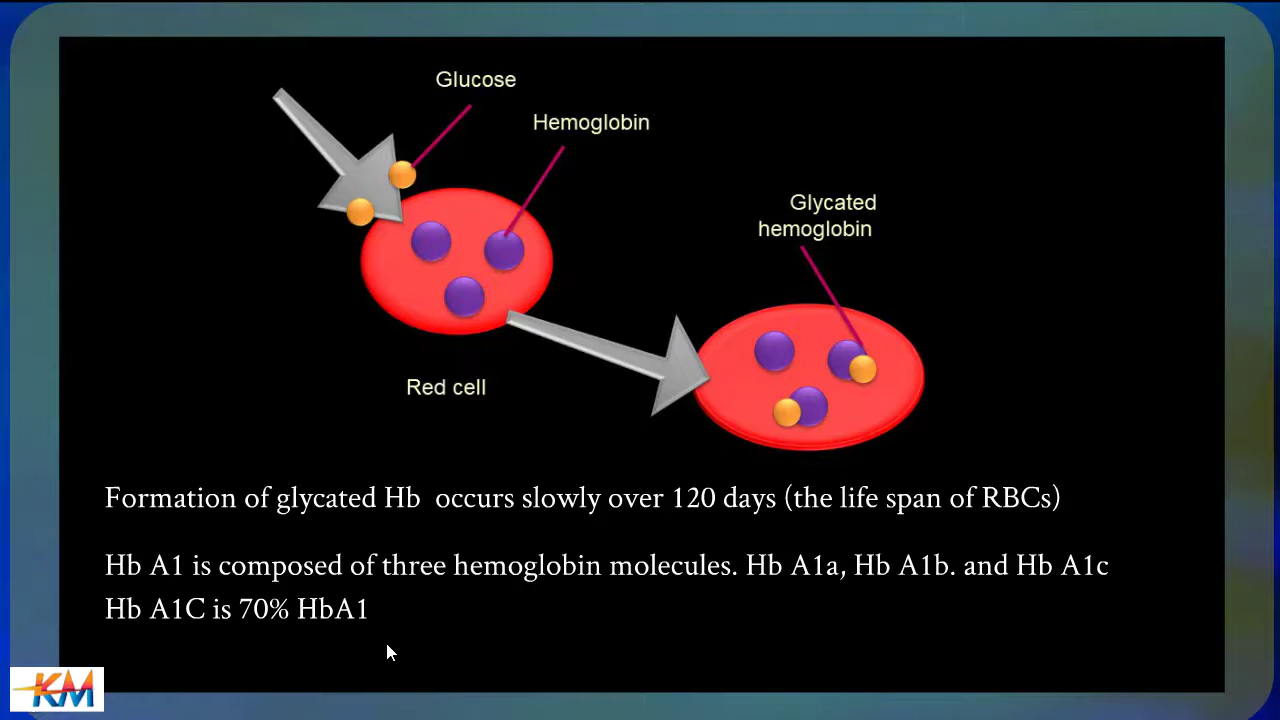 Glucose
Hemoglobin
Glycated
hemoglobin
Red cell
Formation of glycated Hb  occurs slowly over 120 days (the life span of RBCs)
Hb A1 is composed of three hemoglobin molecules. Hb A1a, Hb A1b. and Hb A1c
Hb A1C is 70% HbA1
KM